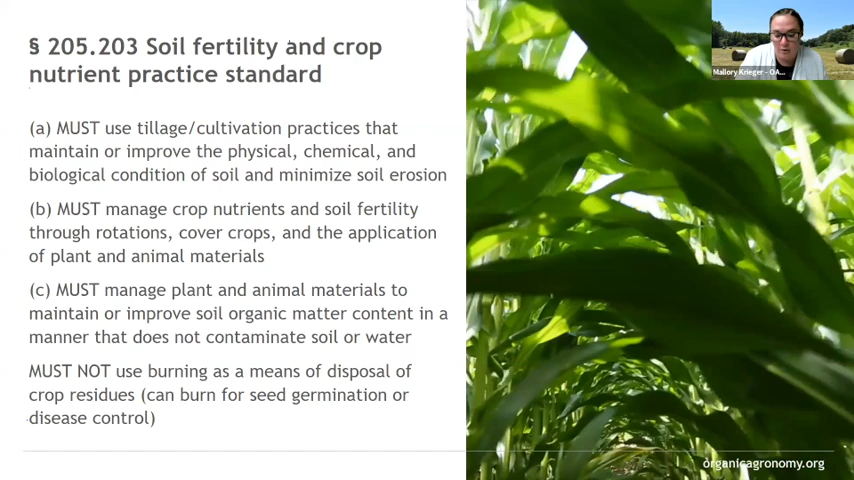 § 205.203 Soil fertility and crop
nutrient practice standard
(a) MUST use tillage/cultivation practices that
maintain or improve the physical, chemical, and
biological condition of soil and minimize soil erosion
(b) MUST manage crop nutrients and soil fertility
through rotations, cover crops, and the application
of plant and animal materials
(c) MUST manage plant and animal materials to
maintain or improve soil organic matter content in a
manner that does not contaminate soil or water
MUST NOT use burning as a means of disposal of
crop residues (can burn for seed germination or
disease control)
Mallory Krieger - OA...
organicagronomy.org